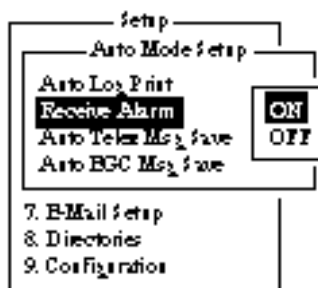 Setup
Auto Mode Setup
Auto Log Print
Receive Alarm
ON
Auto Telex Msg Save
OFF
Auto EGC Msg Save
7. E-Mail Setup
8. Directories
9. Configuration